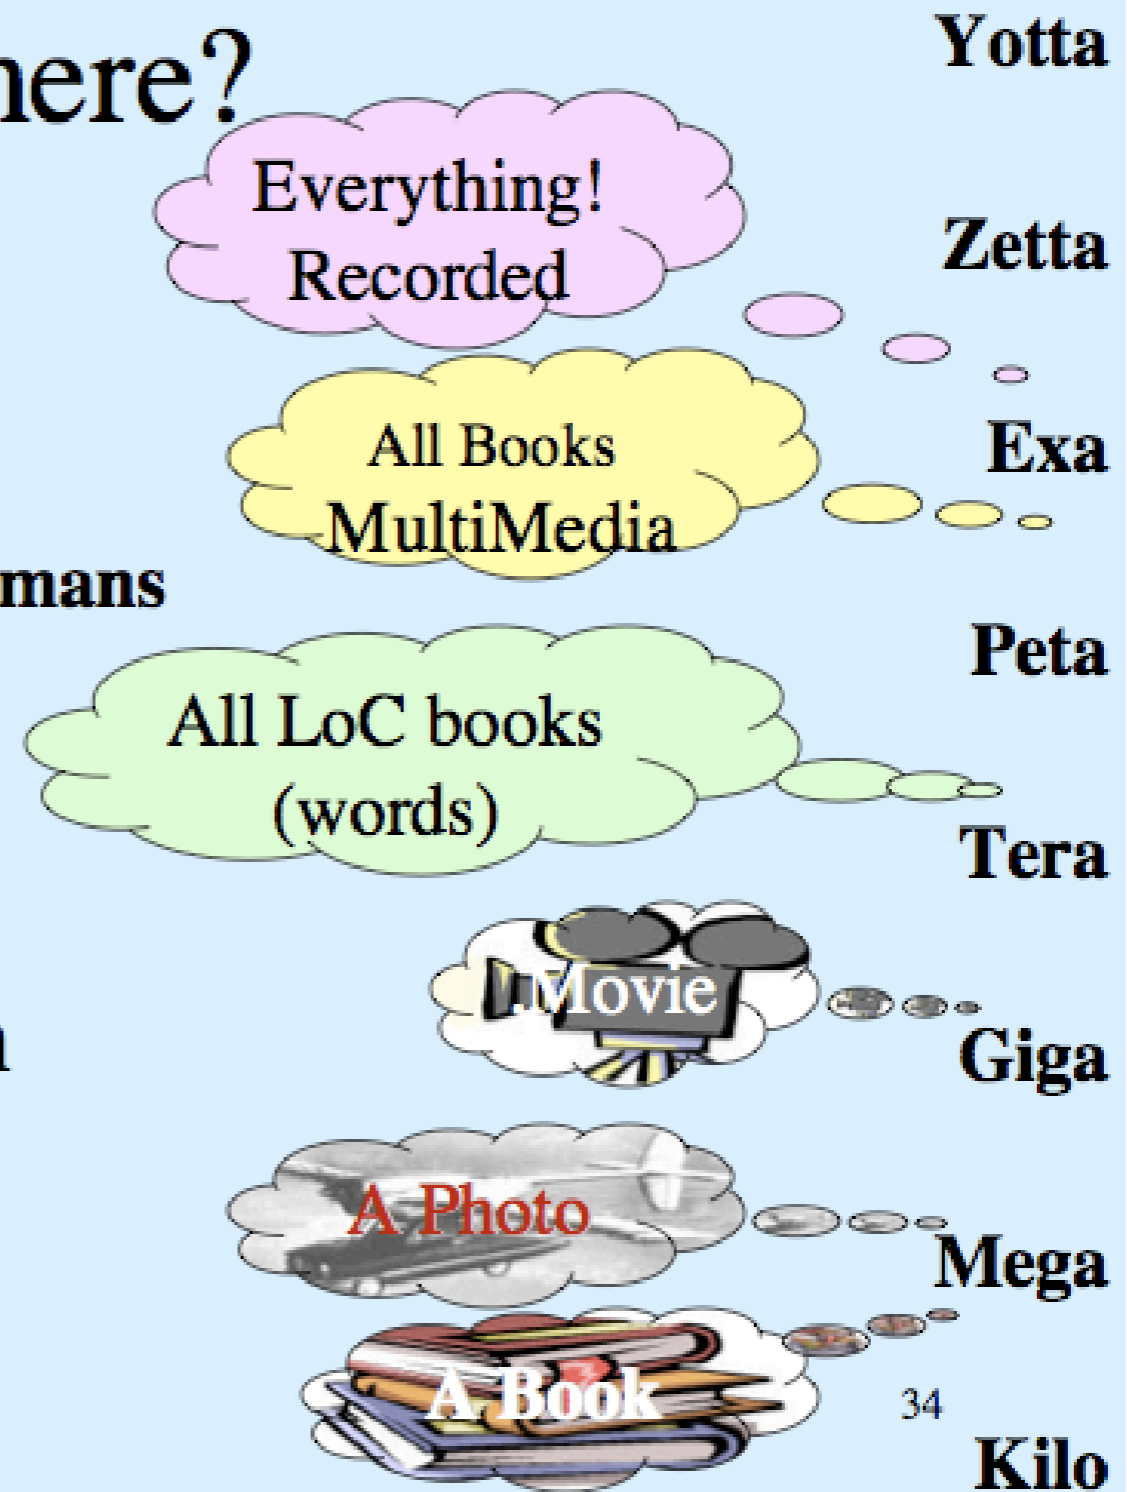 here?
Yotta
Everything!
Recorded
Zetta
All Books
MultiMedia
Exa
mans
Peta
All LoC books
(words)
Tera
.Movie
Giga
A Photo
Mega
A Book
34
Kilo